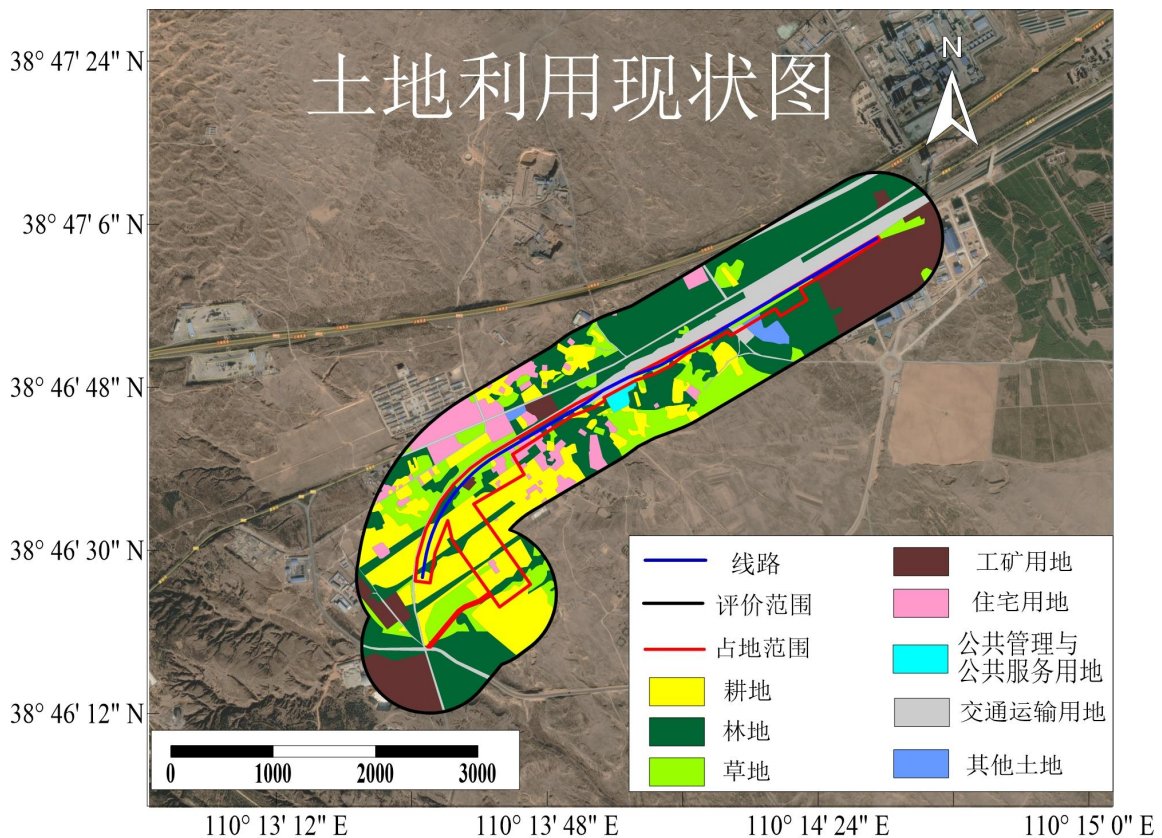 土地利用现状图
N
38° 47' 24" N
38° 47' 6" N
38° 46' 48" N
38° 46' 30" N
38° 46' 12" N
110° 13' 12" E
110° 13' 48" E
110° 14' 24" E
110° 15' 0" E
0 1000 2000 3000
线路
评价范围
占地范围
耕地
林地
草地
工矿用地
住宅用地
公共管理与
公共服务用地
交通运输用地
其他土地